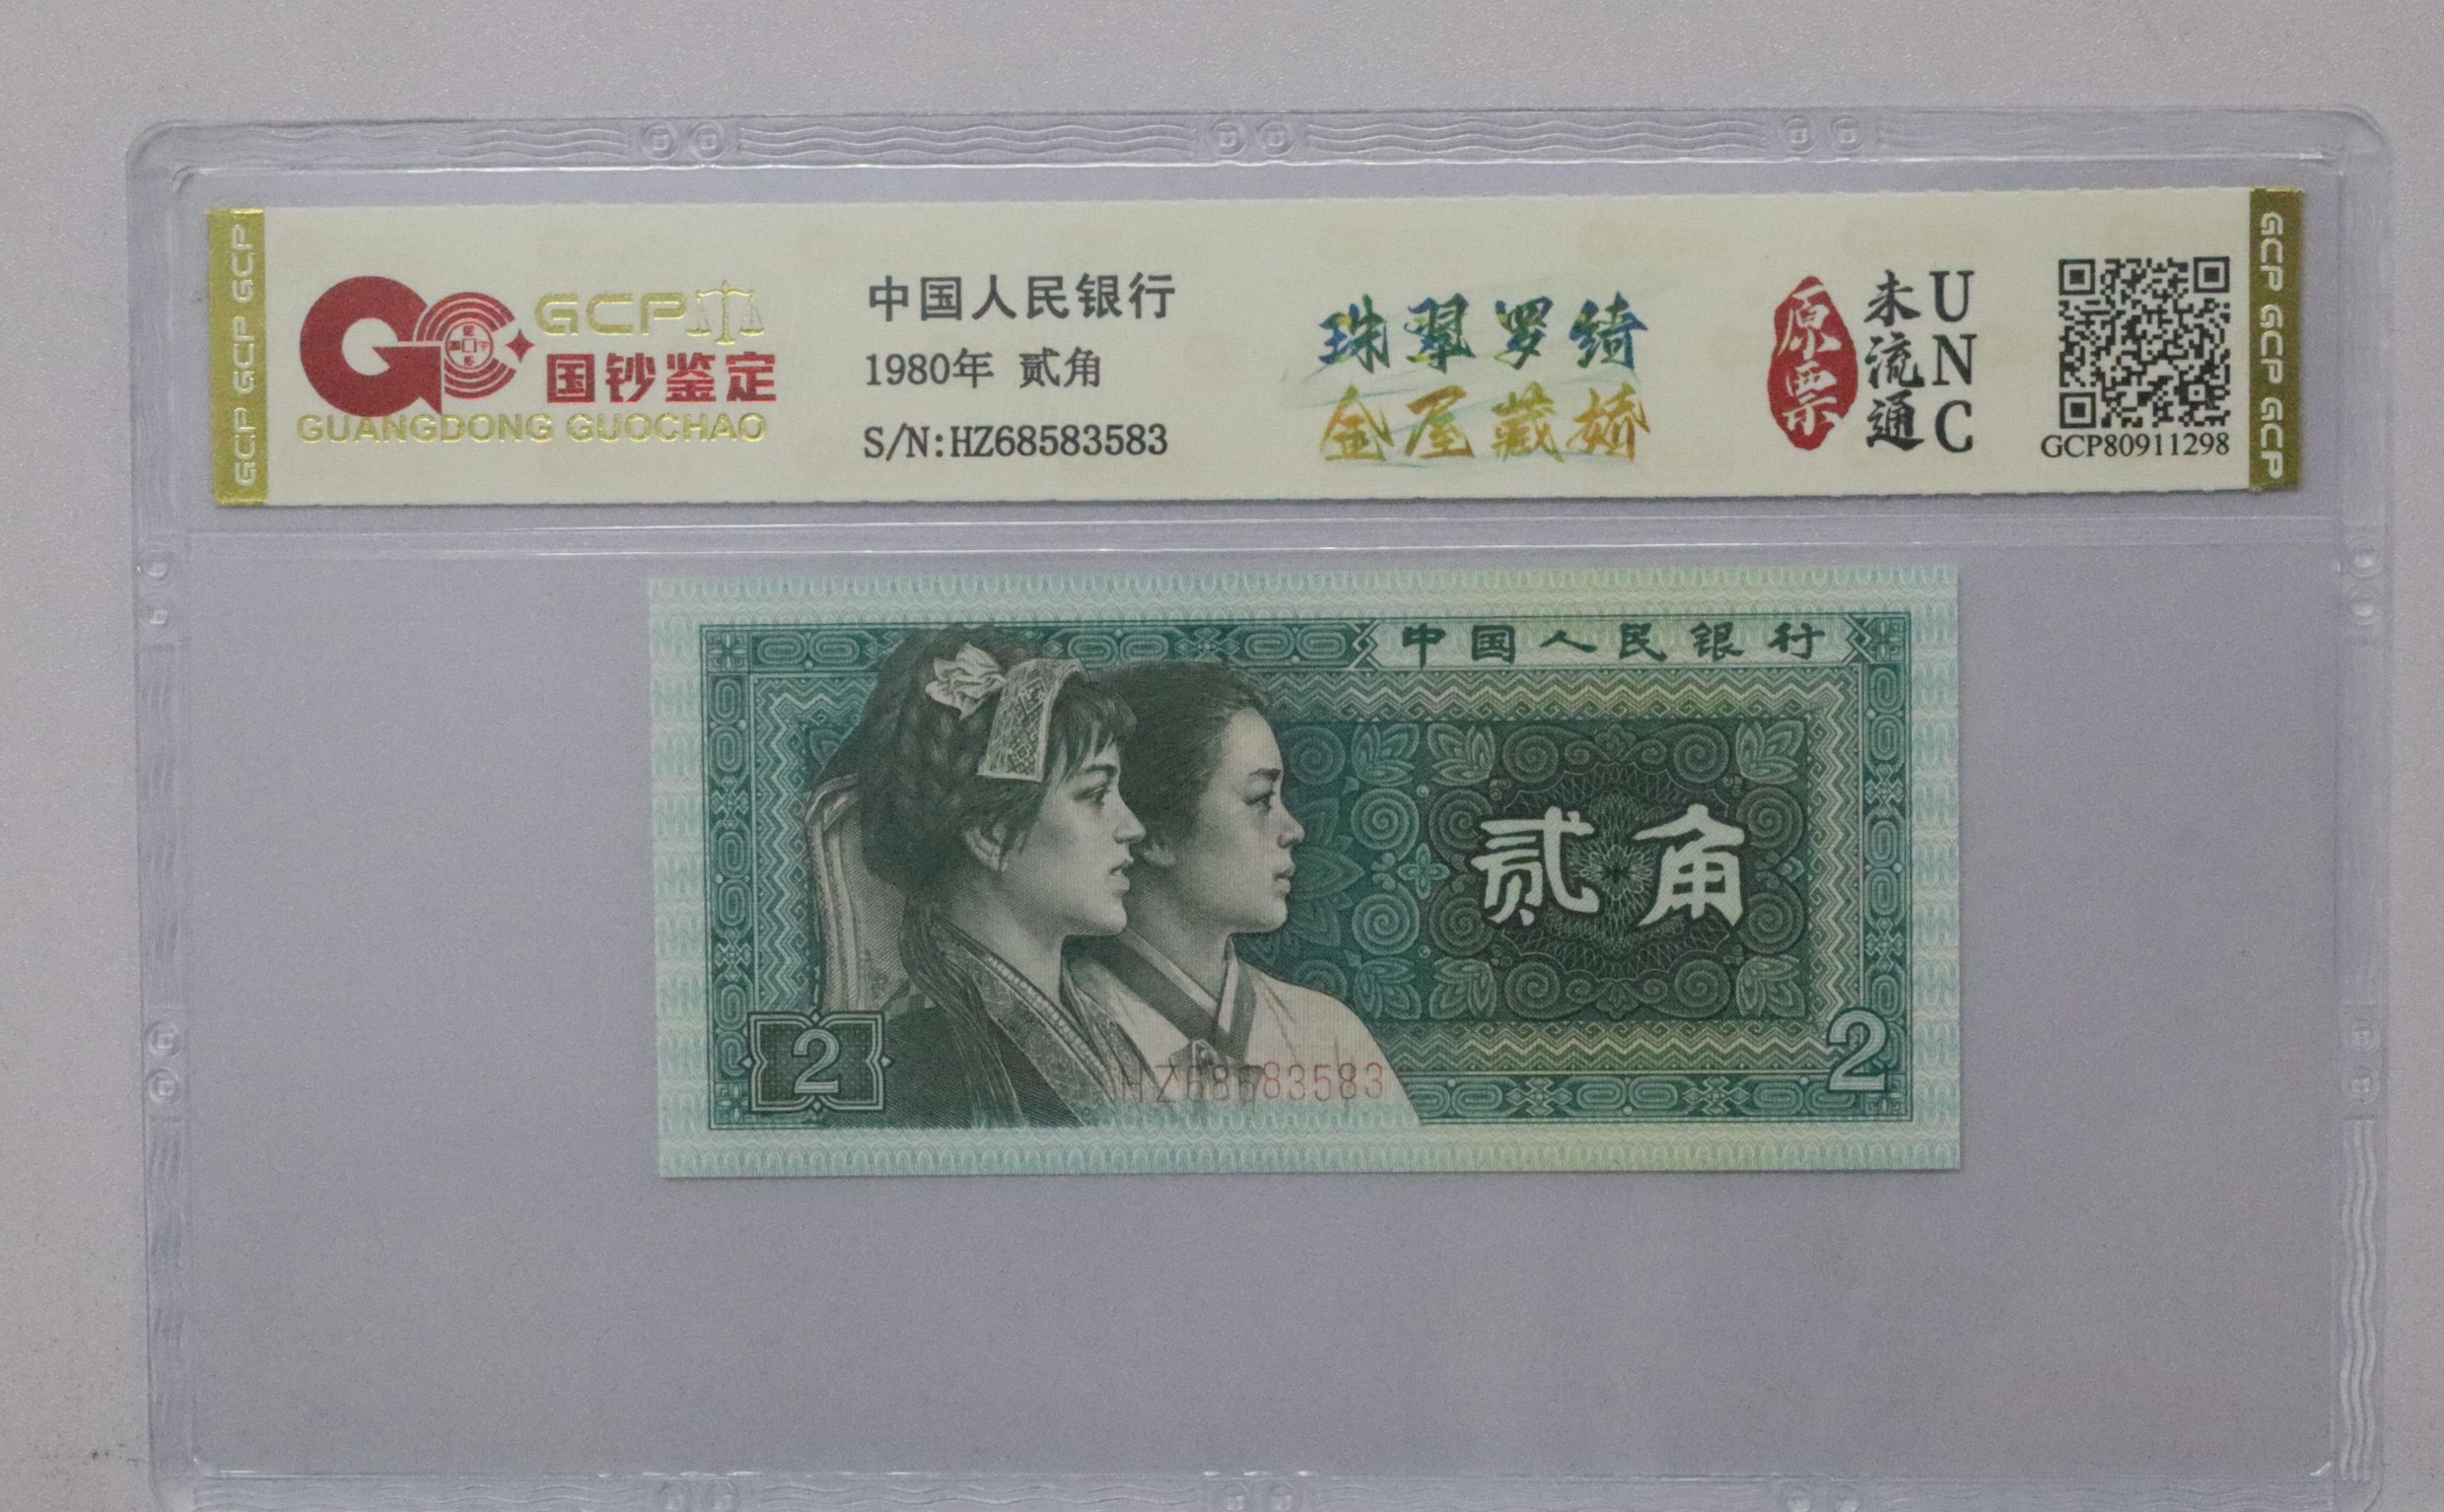 GCP GCP GCP
GCP
国钞鉴定
GUANGDONG GUOCHAO
中国人民银行
1980年 贰角
S/N:HZ68583583
珠翠罗绮
金屋藏娇
原票
未流通
UNC
GCP80911298
GCP GCP GCP
中国人民银行
贰角
2
HZ68583583
2